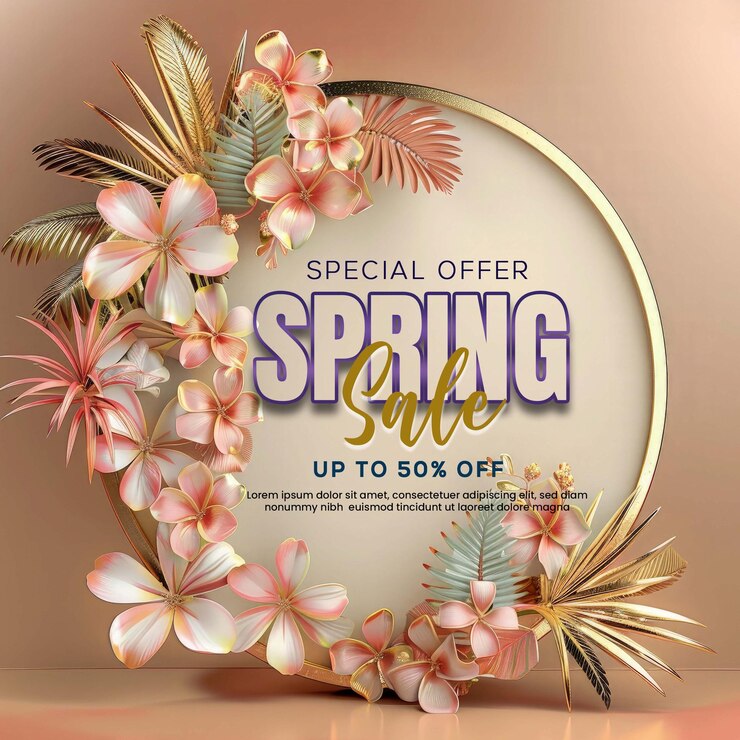 SPECIAL OFFER
SPRING
Sale
UP TO 50% OFF
Lorem ipsum dolor sit amet, consectetuer adipiscing elit, sed diam
nonummy nibh euismod tincidunt ut laoreet dolore magna